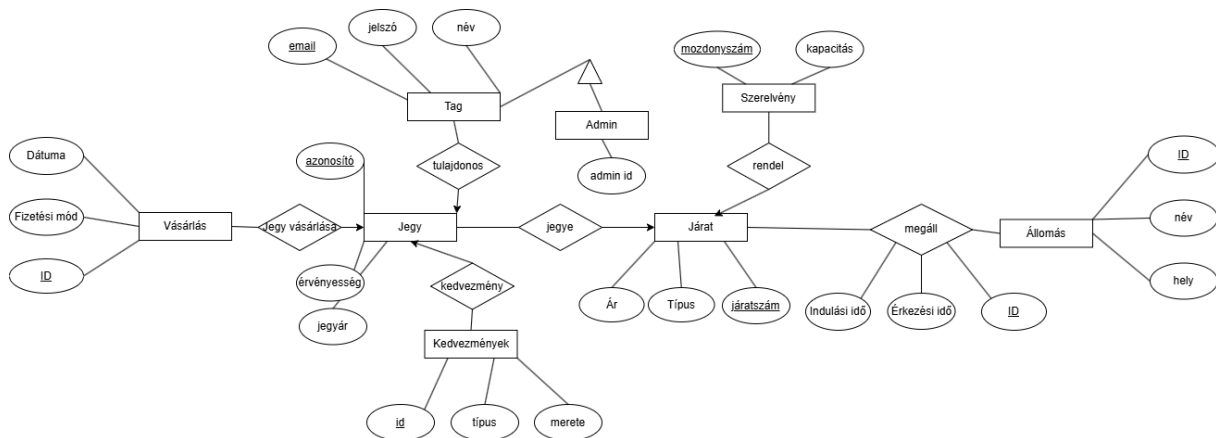 jelszó
név
email
mozdonyszám
kapacitás
Tag
Szerelvény
Admin
Dátuma
azonosító
tulajdonos
admin id
rendel
ID
Fizetési mód
Vásárlás
Jegy vásárlása
Jegy
jegye
Járat
megáll
Állomás
név
ID
érvényesség
kedvezmény
hely
jegyár
Ár
Típus
járatszám
Indulási idő
Érkezési idő
ID
Kedvezmények
id
típus
merete